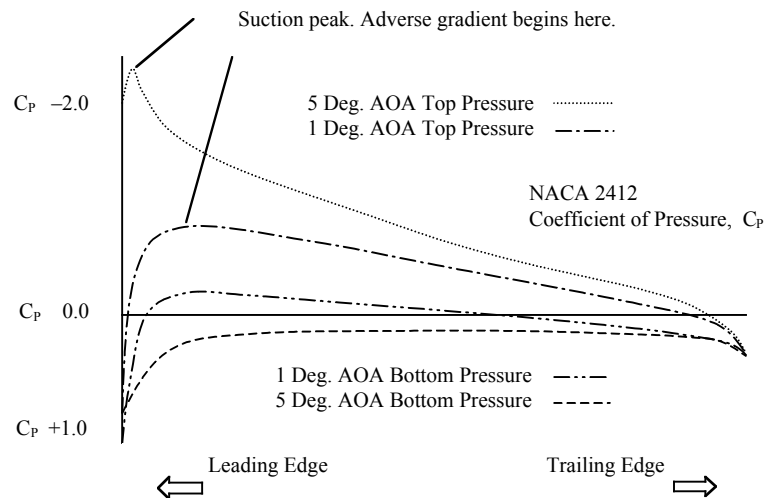 Suction peak. Adverse gradient begins here.
CP –2.0
5 Deg. AOA Top Pressure
1 Deg. AOA Top Pressure
NACA 2412
Coefficient of Pressure, CP
CP 0.0
1 Deg. AOA Bottom Pressure
5 Deg. AOA Bottom Pressure
CP +1.0
Leading Edge
Trailing Edge